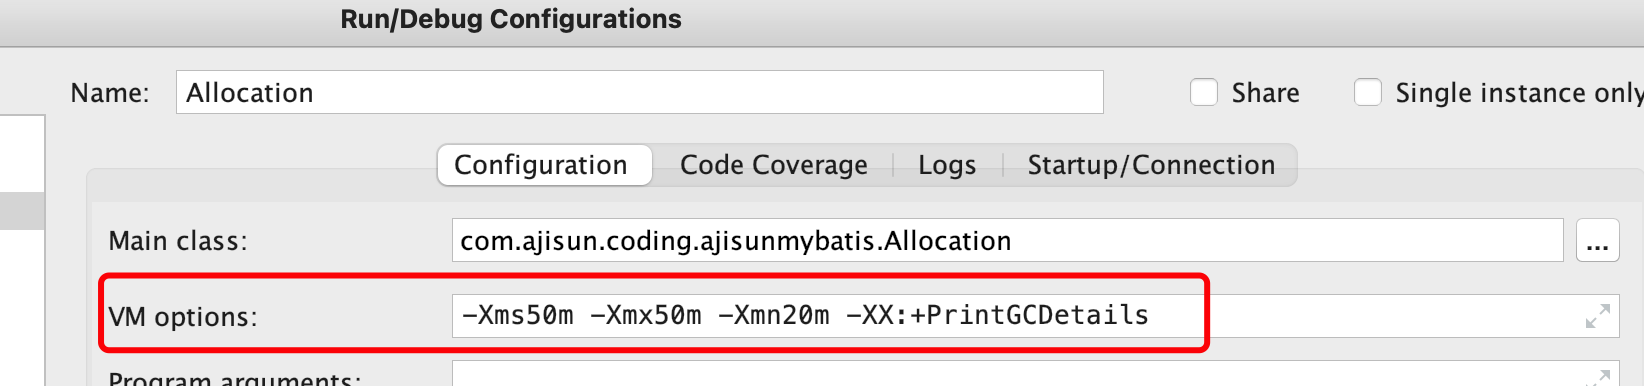 Run/Debug Configurations
Name: Allocation Share Single instance only
Configuration Code Coverage Logs Startup/Connection
Main class: com.ajisun.coding.ajisunmybatis.Allocation ...
VM options: -Xms50m -Xmx50m -Xmn20m -XX:+PrintGCDetails
Program arguments: